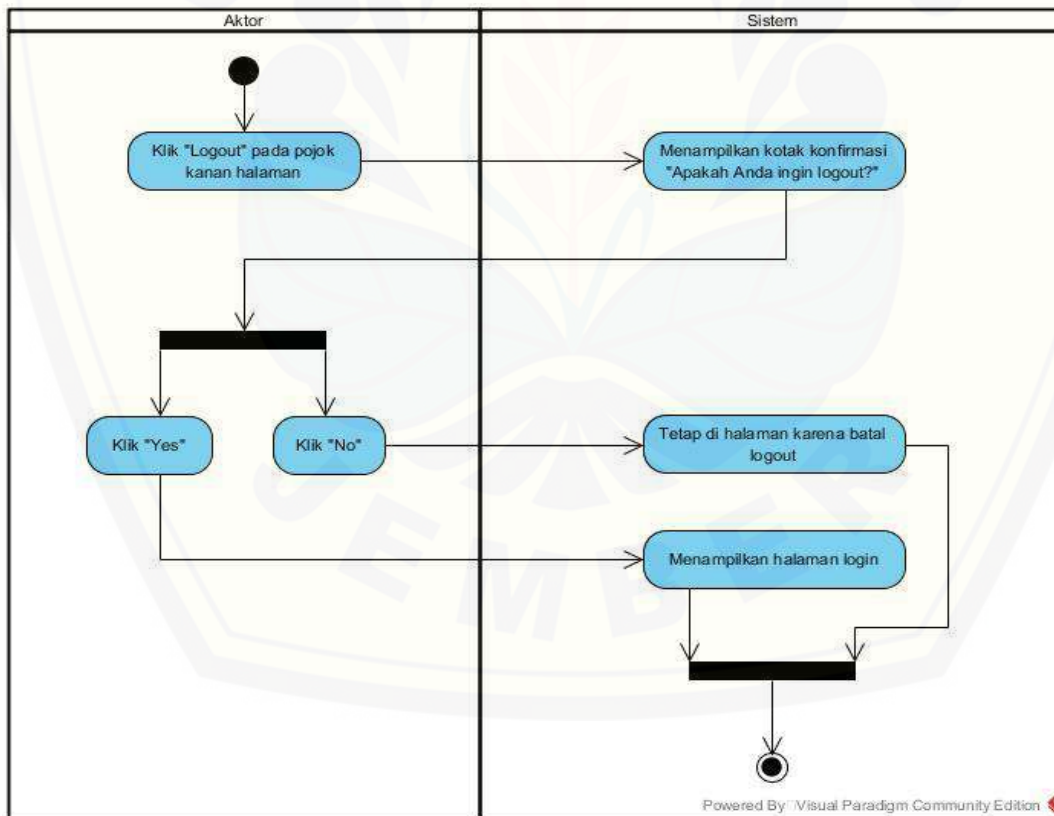 Aktor
Sistem
Klik "Logout" pada pojok
kanan halaman
Menampilkan kotak konfirmasi
"Apakah Anda ingin logout?"
Klik "Yes"
Klik "No"
Tetap di halaman karena batal
logout
Menampilkan halaman login
JEMBER
Powered By Visual Paradigm Community Edition